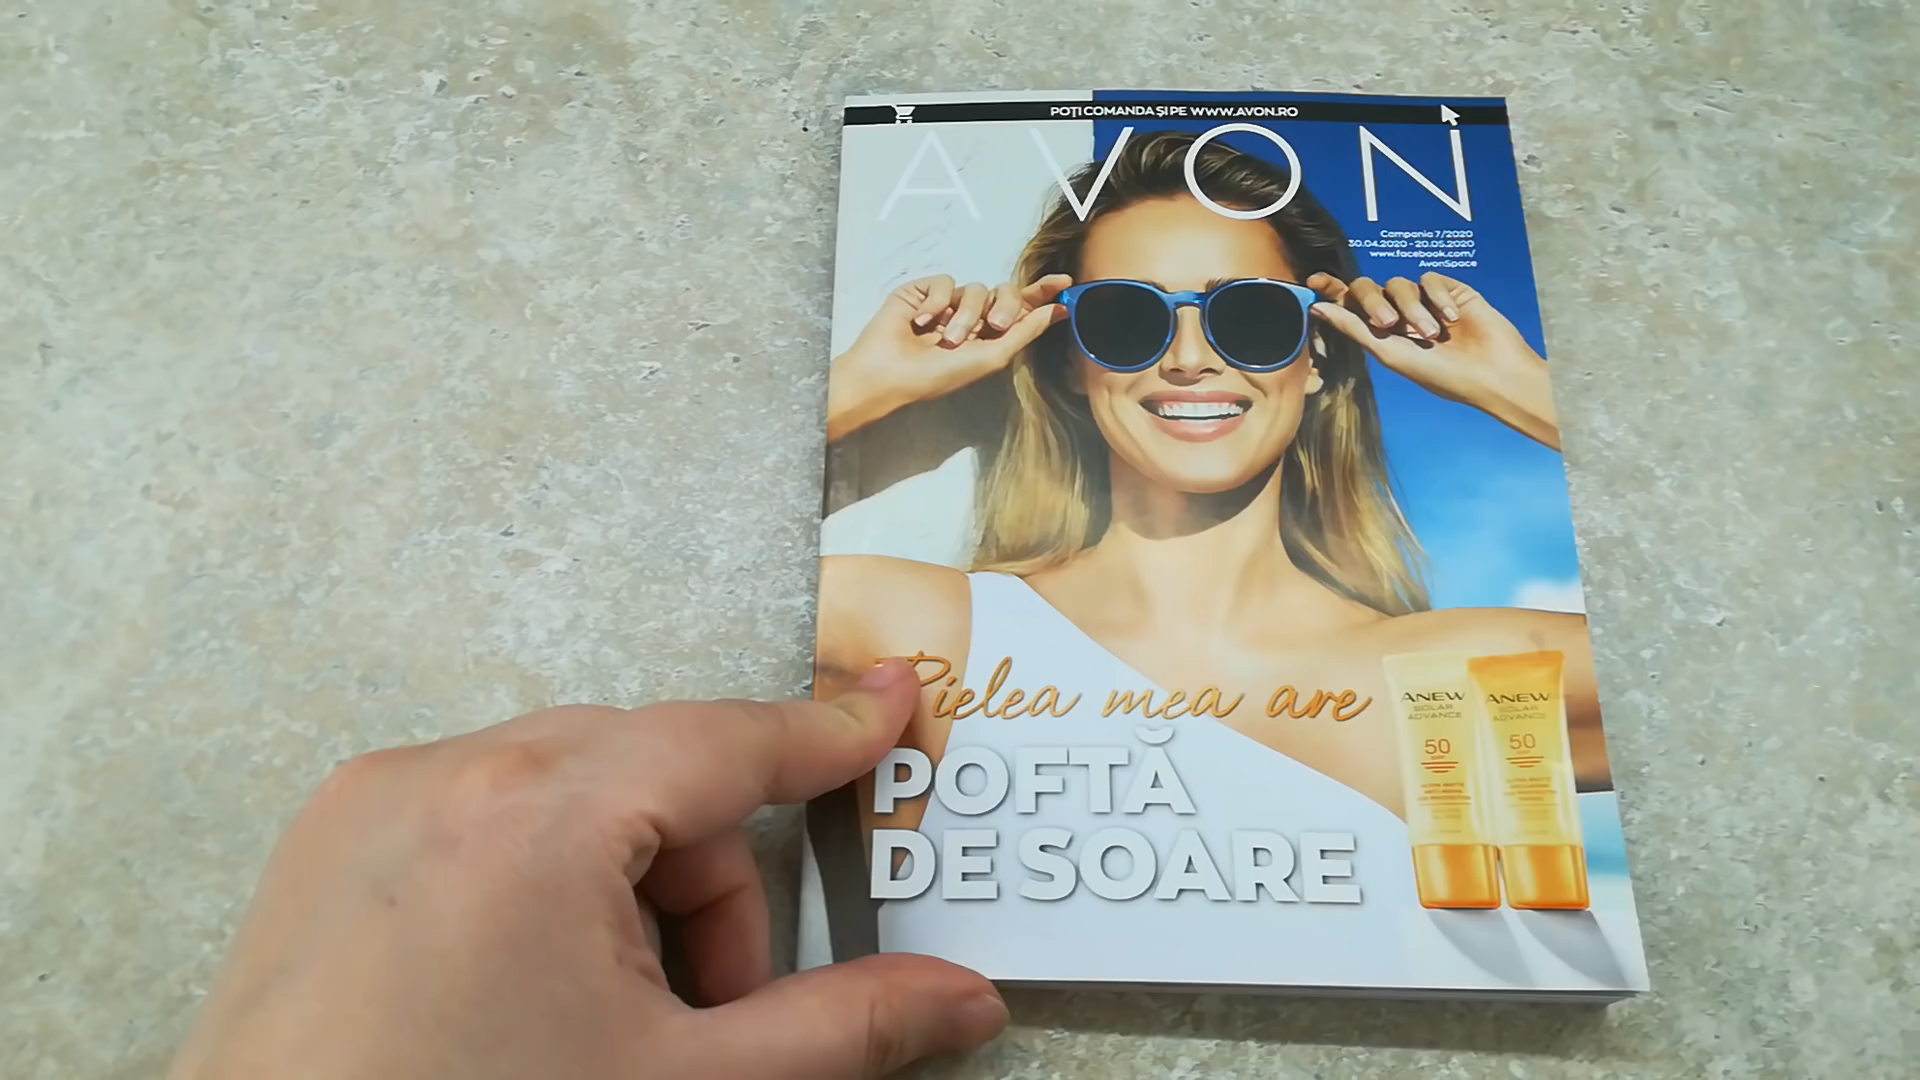 POȚI COMANDA ȘI PE WWW.AVON.RO
AVON
Campania 7/2020
30.04.2020 - 20.05.2020
www.facebook.com/
AvonSpace
Pielea mea are
POFTĂ
DE SOARE
ANEW
SOLAR
ADVANCE
50
ANEW
SOLAR
ADVANCE
50